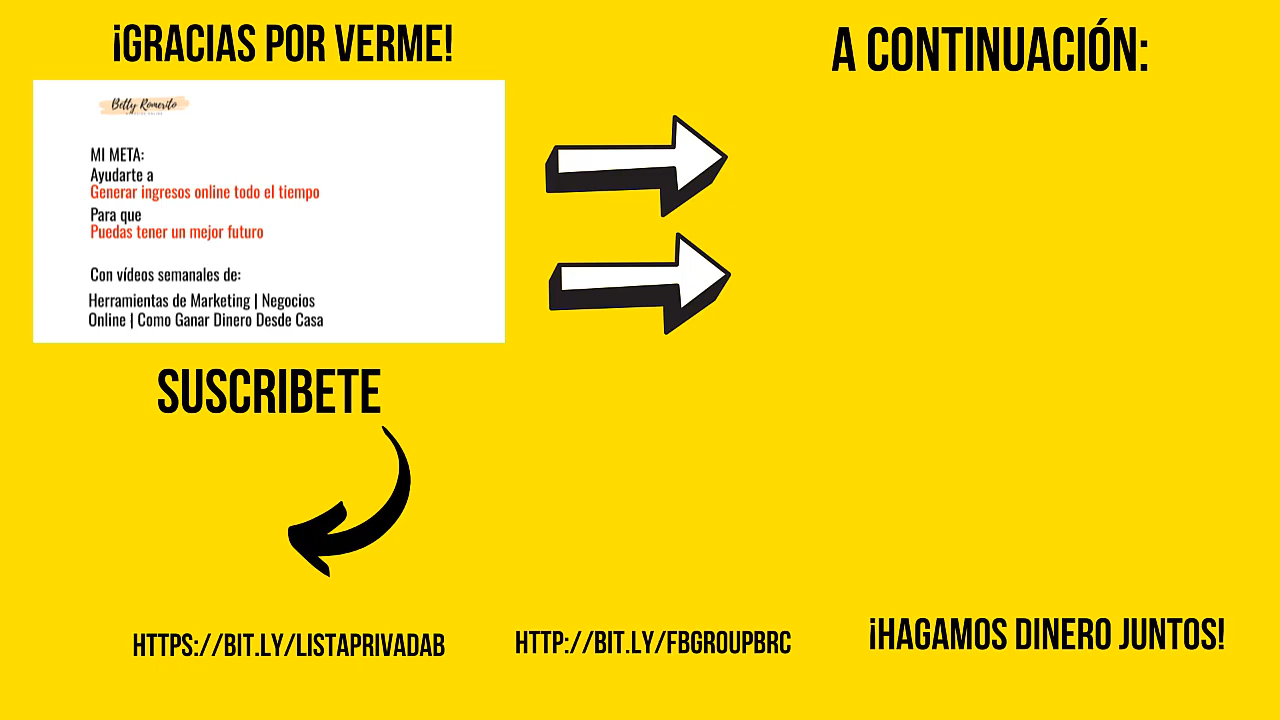 ¡GRACIAS POR VERME!
A CONTINUACIÓN:
Betty Romerito
MI META:
Ayudarte a
Generar ingresos online todo el tiempo
Para que
Puedas tener un mejor futuro
Con vídeos semanales de:
Herramientas de Marketing | Negocios
Online | Como Ganar Dinero Desde Casa
SUSCRIBETE
HTTPS://BIT.LY/LISTAPRIVADAB
HTTP://BIT.LY/FBGROUPBRC
¡HAGAMOS DINERO JUNTOS!